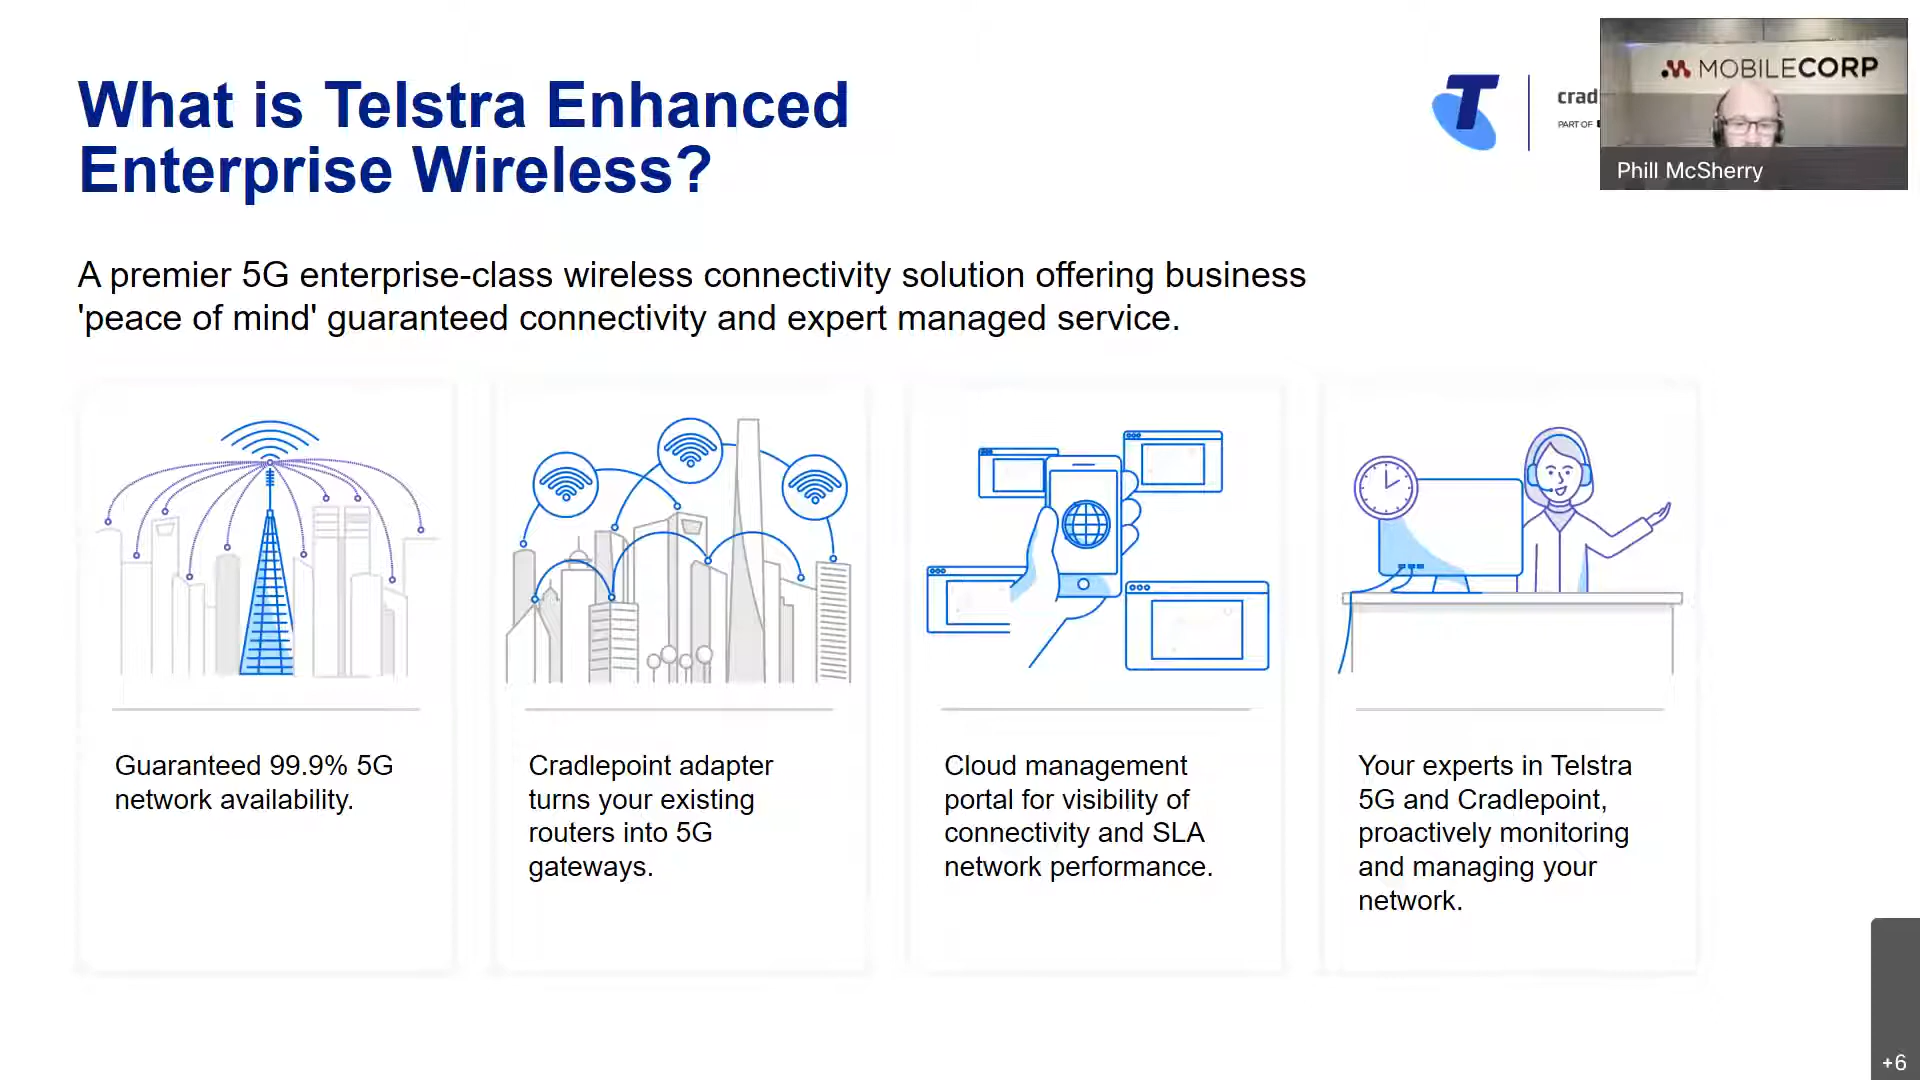 What is Telstra Enhanced
Enterprise Wireless?
T
crad
PART OF
MOBILECORP
Phill McSherry
A premier 5G enterprise-class wireless connectivity solution offering business
'peace of mind' guaranteed connectivity and expert managed service.
Guaranteed 99.9% 5G
network availability.
Cradlepoint adapter
turns your existing
routers into 5G
gateways.
Cloud management
portal for visibility of
connectivity and SLA
network performance.
Your experts in Telstra
5G and Cradlepoint,
proactively monitoring
and managing your
network.
+6